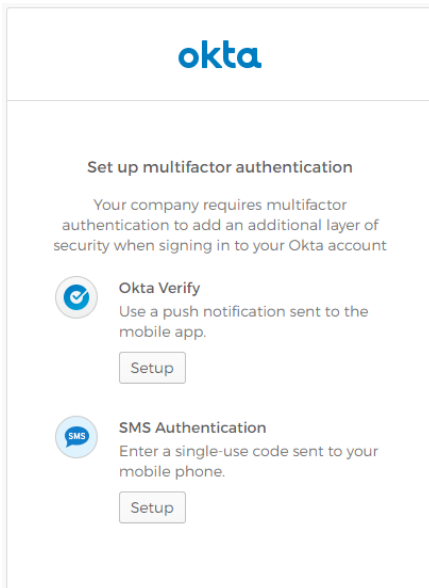 okta
Set up multifactor authentication
Your company requires multifactor
authentication to add an additional layer of
security when signing in to your Okta account
Okta Verify
Use a push notification sent to the
mobile app.
Setup
SMS
SMS Authentication
Enter a single-use code sent to your
mobile phone.
Setup